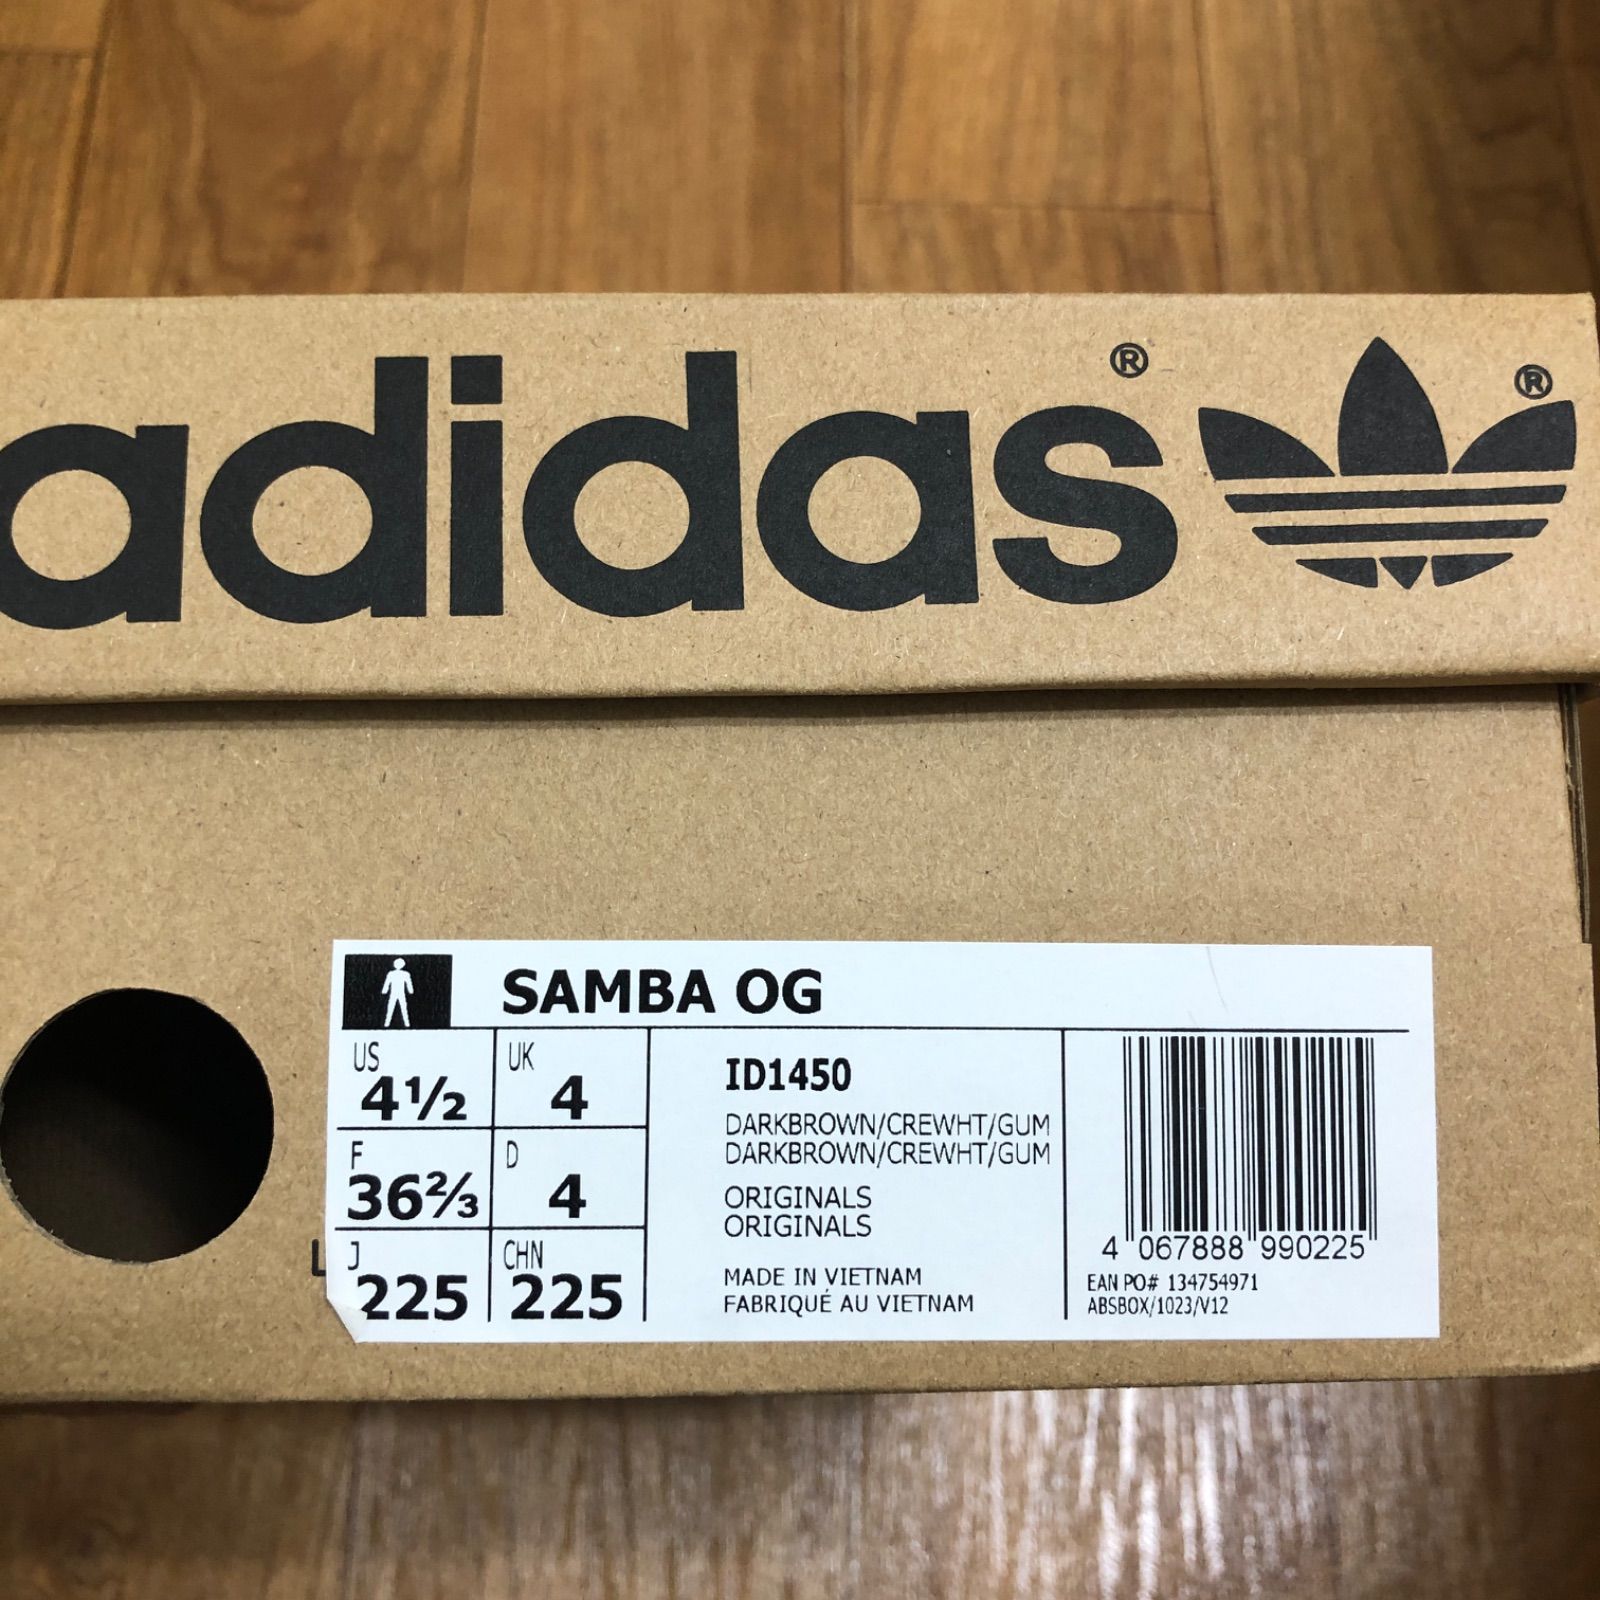 adidas® ®
SAMBA OG
US 4½ UK 4
F 36⅔ D 4
J 225 CHN 225
ID1450
DARKBROWN/CREWHT/GUM
DARKBROWN/CREWHT/GUM
ORIGINALS
ORIGINALS
MADE IN VIETNAM
FABRIQUÉ AU VIETNAM
4 067888 990225
EAN PO# 134754971
ABSBOX/1023/V12